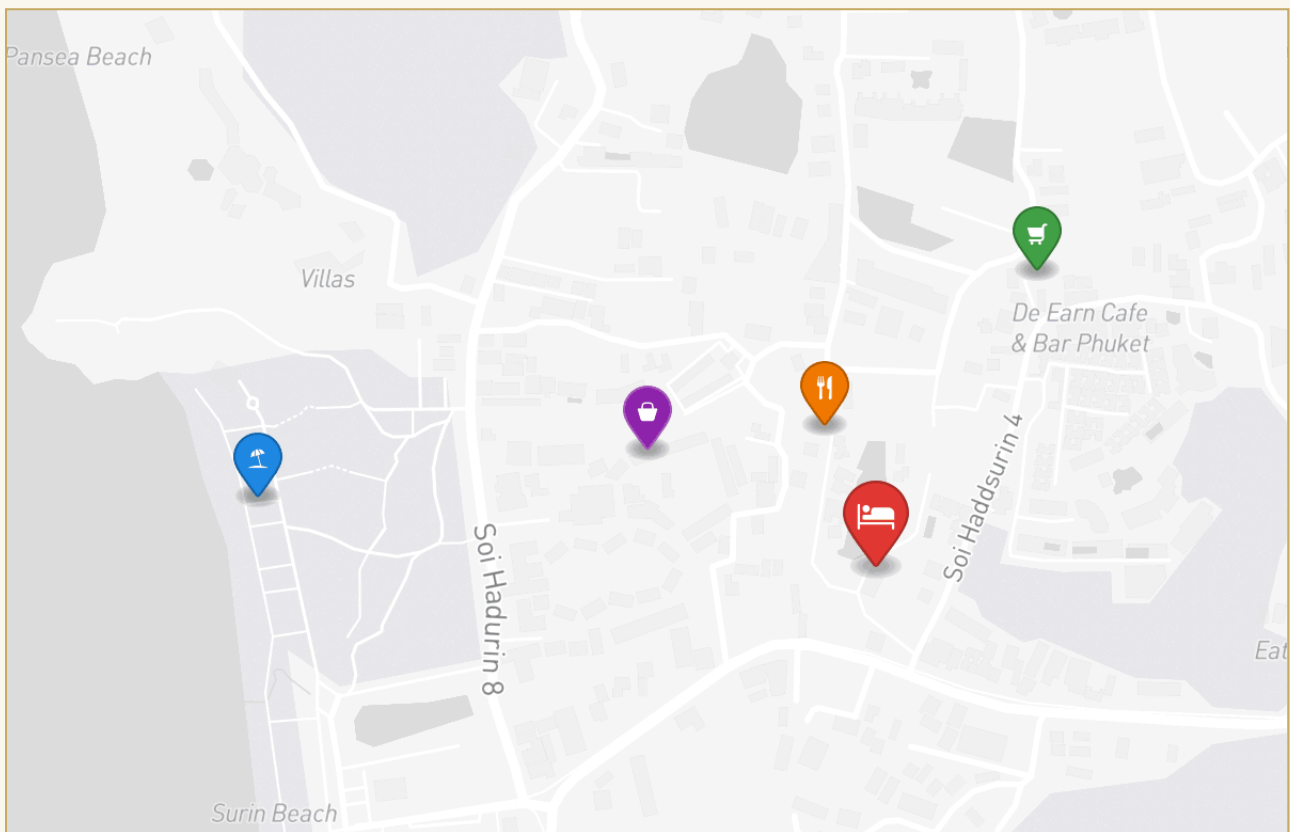 Pansea Beach
Villas
De Earn Cafe
& Bar Phuket
Soi Haddsurin 4
Soi Hadurin 8
Eat
Surin Beach